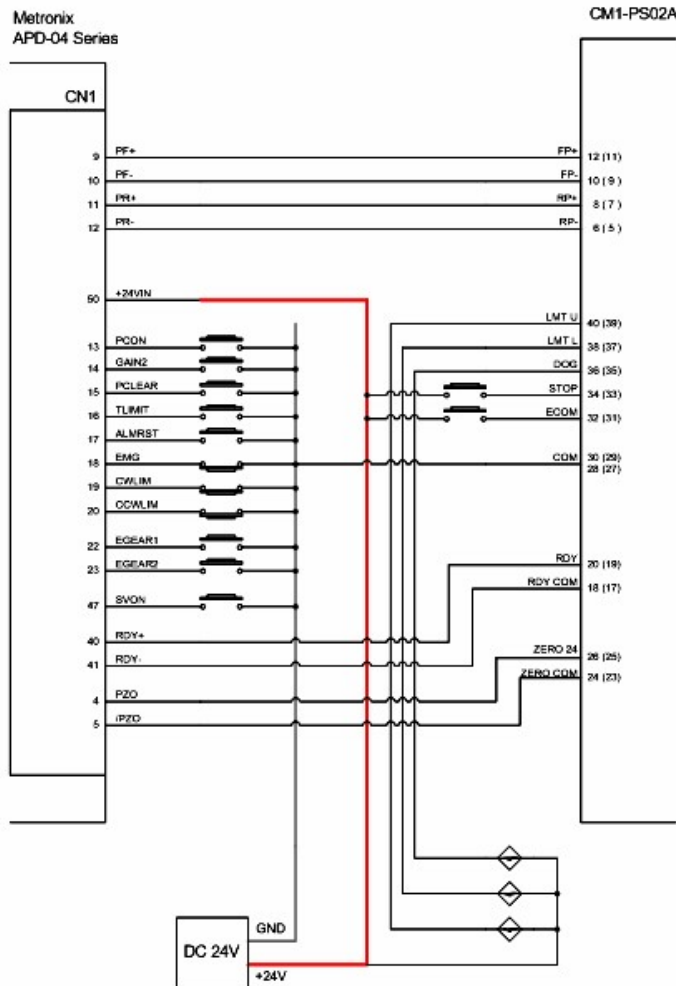 Metronix
APD-04 Series
CM1-PS02A
CN1
9 PF+ FP+ 12 (11)
10 PF- FP- 10 (9)
11 PR+ RP+ 8 (7)
12 PR- RP- 6 (5)
50 +24VIN
LMT U 40 (39)
13 PCON LMT L 38 (37)
14 GAIN2 DOG 36 (35)
15 PCLEAR STOP 34 (33)
16 TLIMIT ECOM 32 (31)
17 ALMRST
18 EMG COM 30 (29)
28 (27)
19 CWLIM
20 CCWLIM
22 EGEAR1 RDY 20 (19)
23 EGEAR2 RDY COM 18 (17)
47 SVON
40 RDY+
41 RDY- ZERO 24 26 (25)
ZERO COM 24 (23)
4 PZO
5 /PZO
GND
DC 24V
+24V